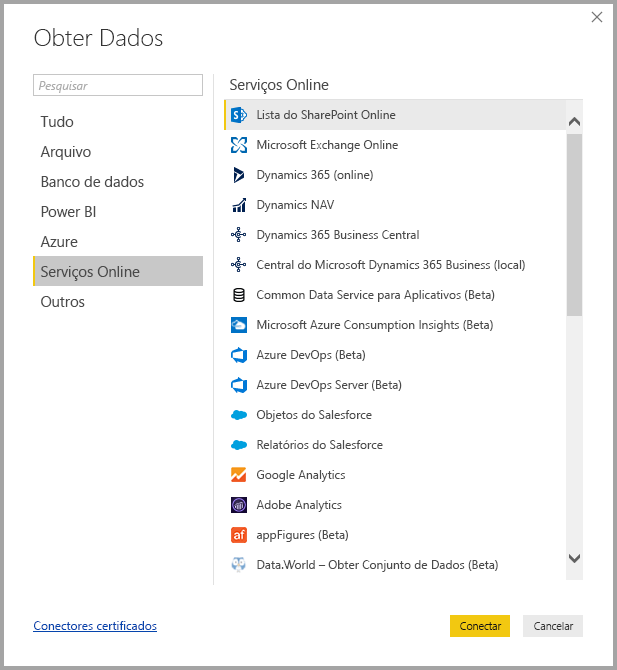 Obter Dados
Pesquisar
Tudo
Arquivo
Banco de dados
Power BI
Azure
Serviços Online
Outros
Serviços Online
Lista do SharePoint Online
Microsoft Exchange Online
Dynamics 365 (online)
Dynamics NAV
Dynamics 365 Business Central
Central do Microsoft Dynamics 365 Business (local)
Common Data Service para Aplicativos (Beta)
Microsoft Azure Consumption Insights (Beta)
Azure DevOps (Beta)
Azure DevOps Server (Beta)
Objetos do Salesforce
Relatórios do Salesforce
Google Analytics
Adobe Analytics
af appFigures (Beta)
Data.World – Obter Conjunto de Dados (Beta)
Conectores certificados
Conectar
Cancelar